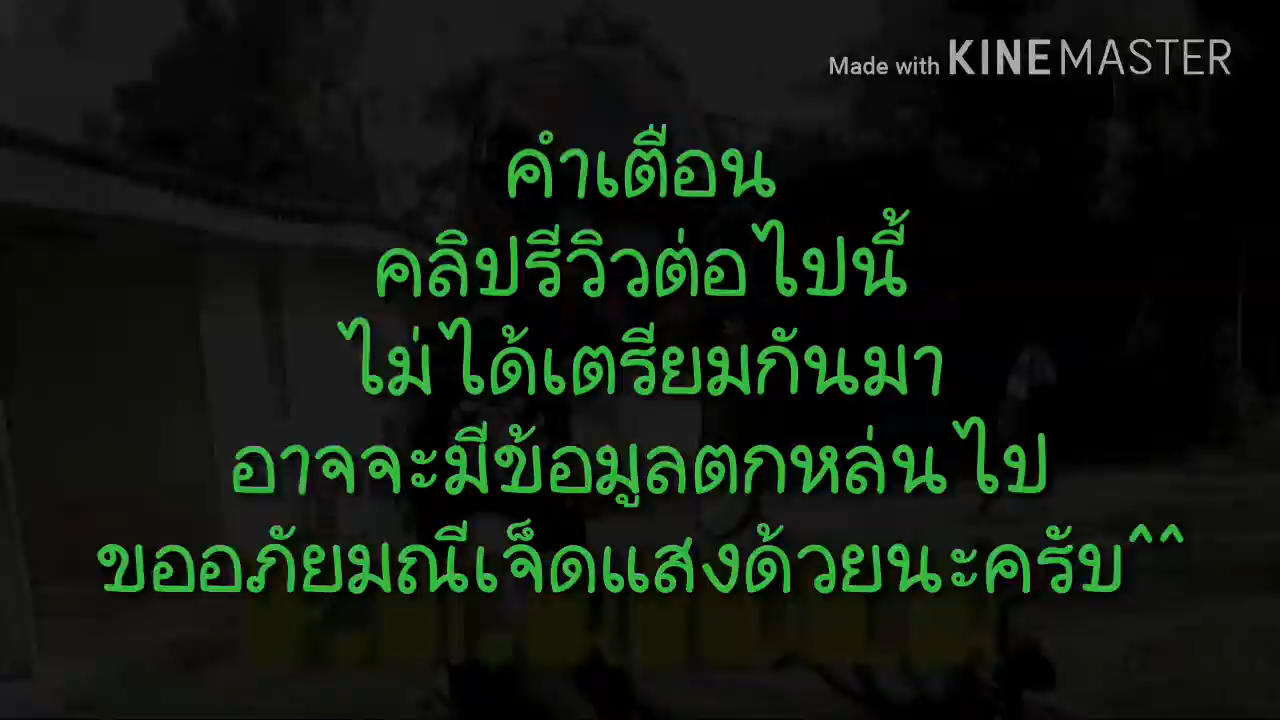 Made with KINEMASTER
คำเตือน
คลิปรีวิวต่อไปนี้
ไม่ได้เตรียมกันมา
อาจจะมีข้อมูลตกหล่นไป
ขออภัยมณีเจ็ดแสงด้วยนะครับ^^